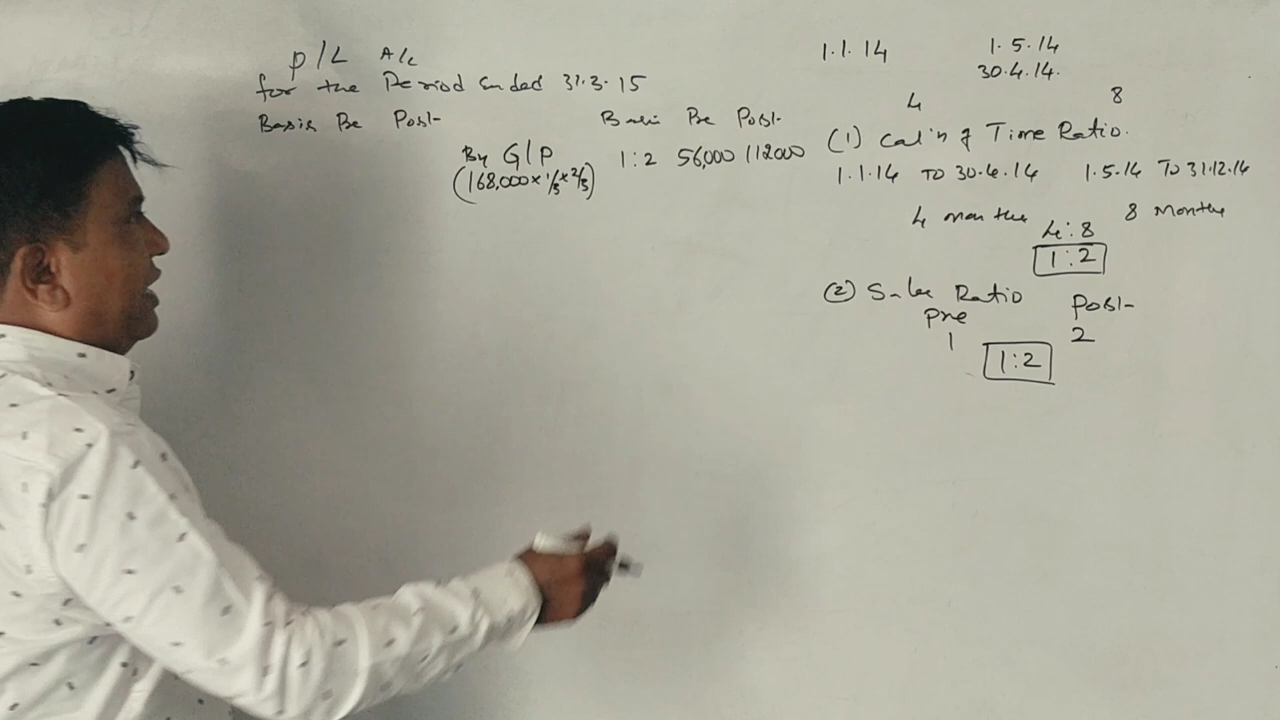 P/L A/c
for the Period Ended 31.3.15
Basis Pre Post
Basis Pre Post
By G/P 1:2 56,000 112000
(168,000 × 1/3 × 2/3)
1.1.14 1.5.14
30.4.14.
4 8
(1) Cal'n of Time Ratio.
1.1.14 TO 30.4.14 1.5.14 To 31.12.14
4 months 8 Months
4:8
1:2
(2) Sales Ratio
Pre Post
1 2
1:2